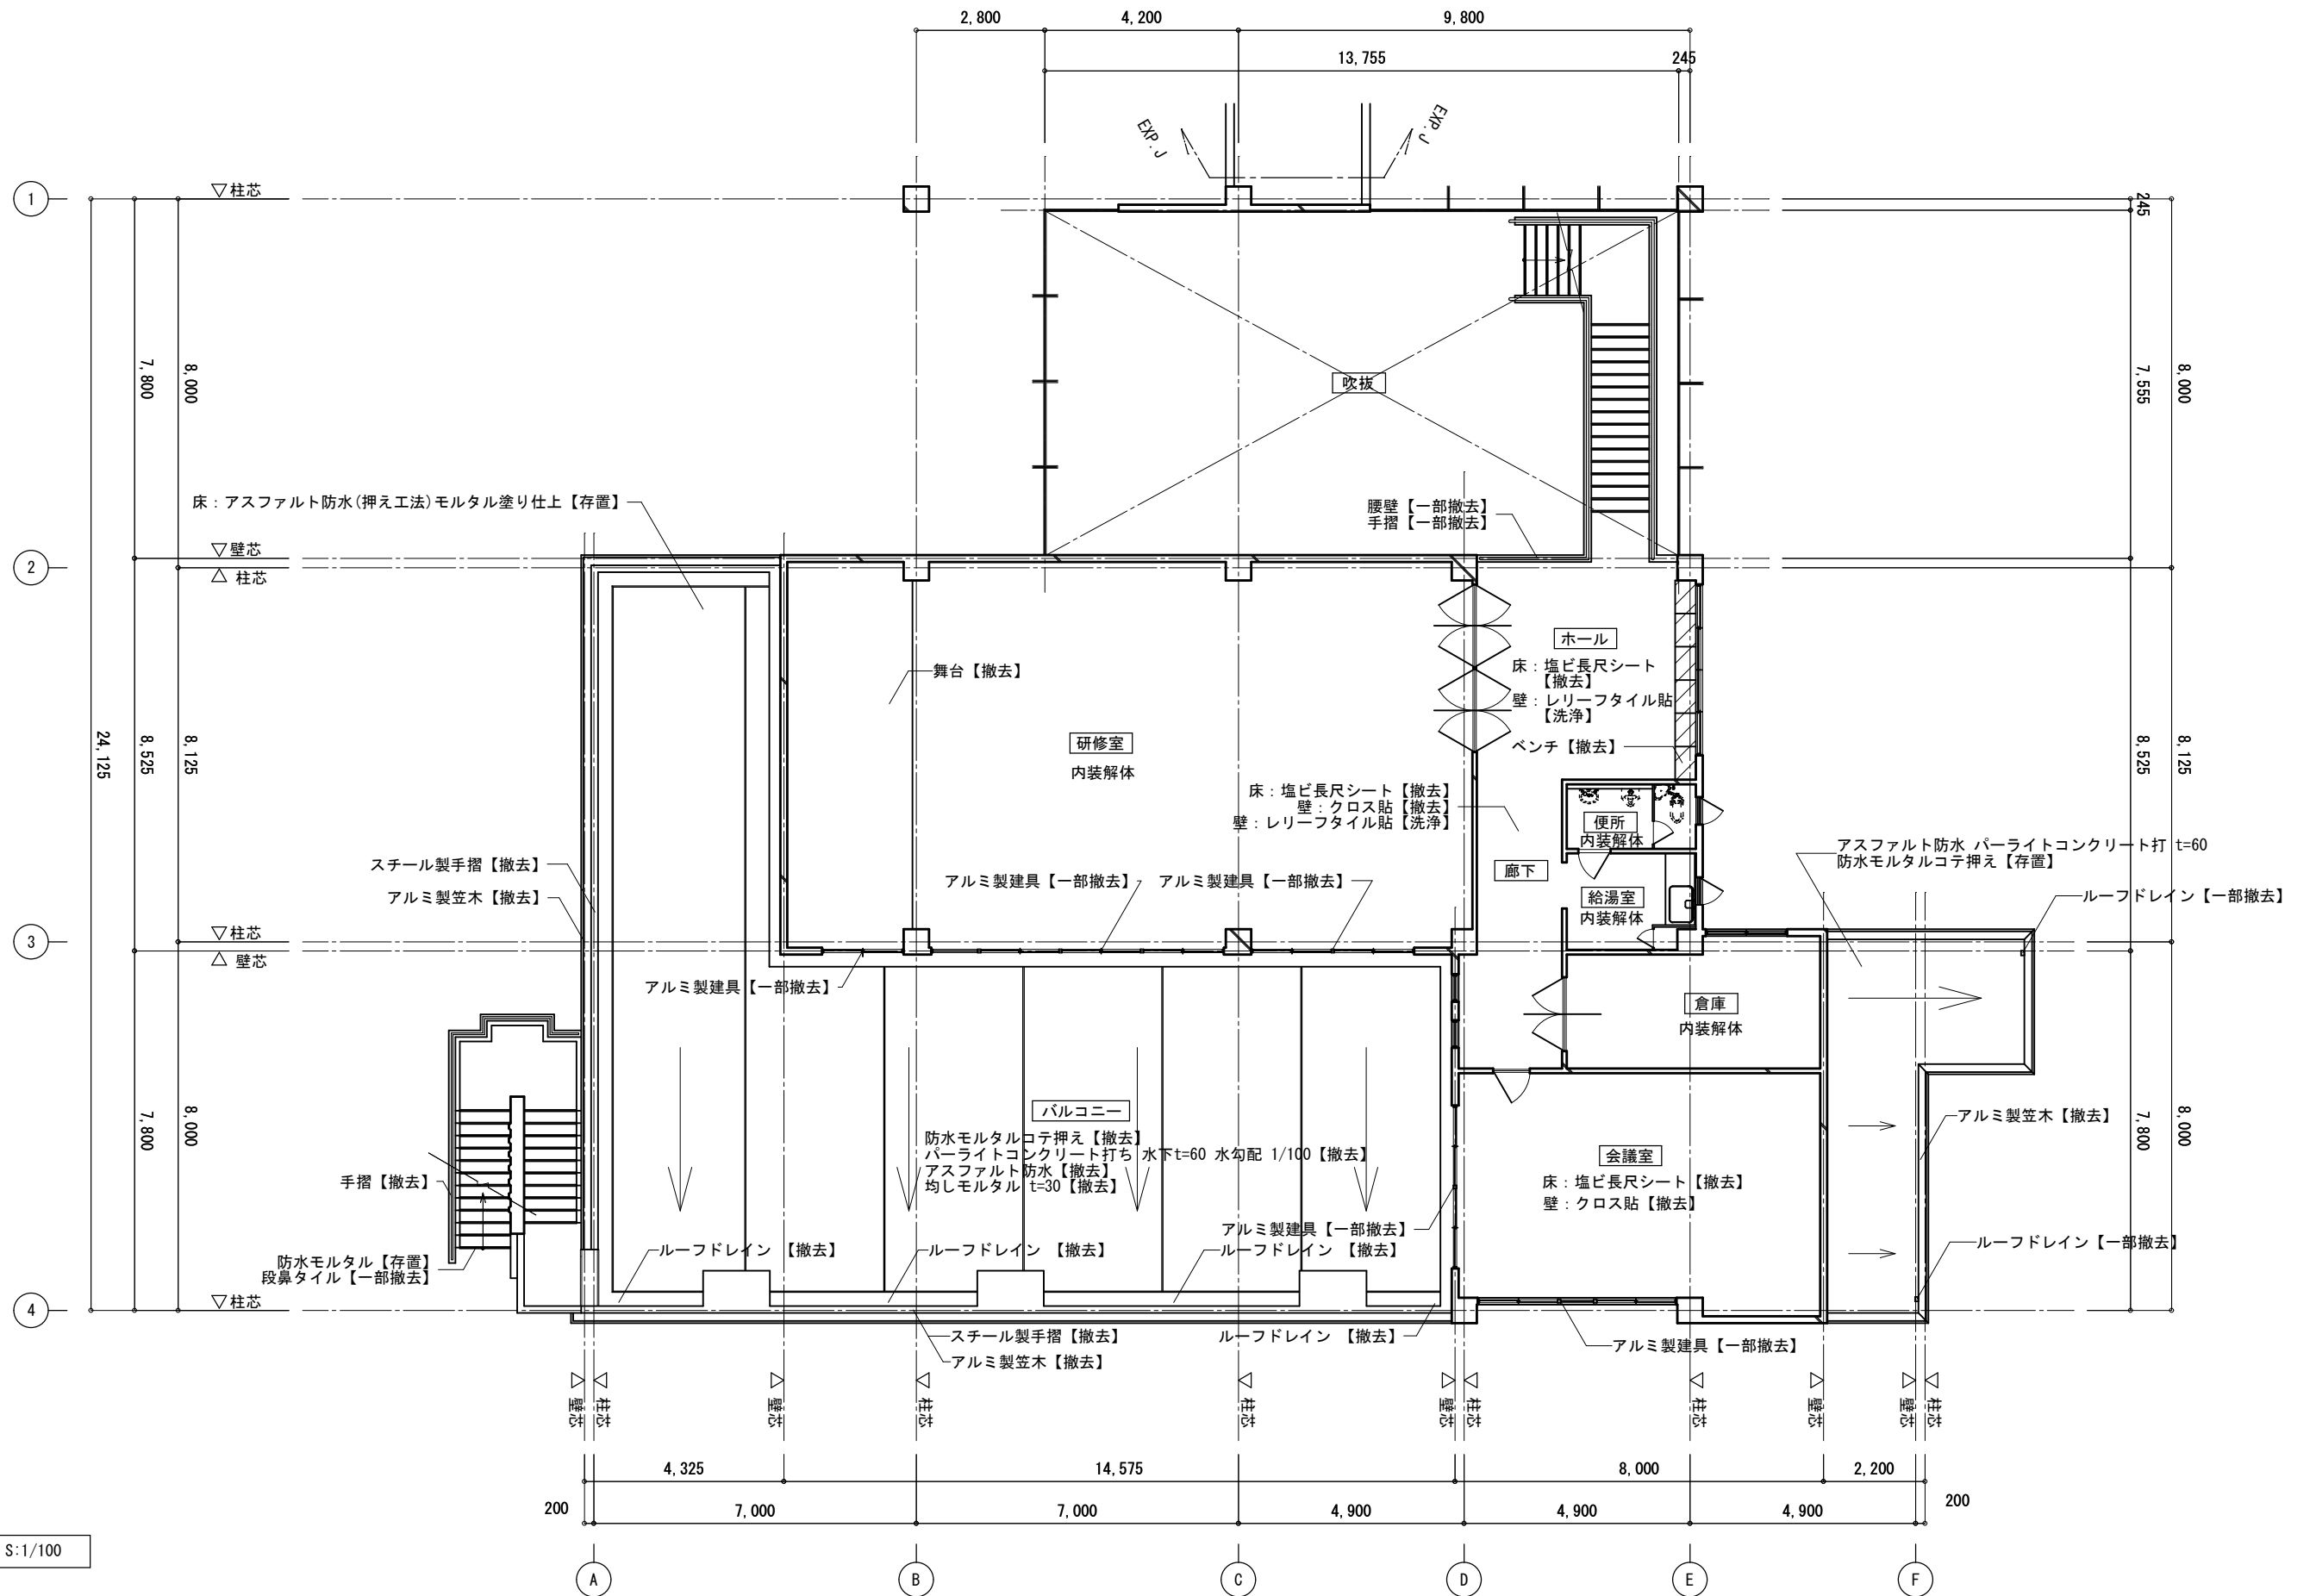 2,800
4,200
9,800
13,755
245
EXP.J
EXP.J
1
▽柱芯
245
7,800
8,000
7,555
8,000
吹抜
床：アスファルト防水(押え工法)モルタル塗り仕上【存置】
腰壁【一部撤去】
手摺【一部撤去】
▽壁芯
2
△ 柱芯
ホール
床：塩ビ長尺シート
【撤去】
壁：レリーフタイル貼
【洗浄】
舞台【撤去】
研修室
内装解体
ベンチ【撤去】
24,125
8,525
8,125
8,525
8,125
床：塩ビ長尺シート【撤去】
壁：クロス貼【撤去】
壁：レリーフタイル貼【洗浄】
便所
内装解体
アスファルト防水 パーライトコンクリート打 t=60
防水モルタルコテ押え【存置】
スチール製手摺【撤去】
アルミ製笠木【撤去】
アルミ製建具【一部撤去】
アルミ製建具【一部撤去】
廊下
給湯室
内装解体
ルーフドレイン【一部撤去】
▽柱芯
3
△ 壁芯
アルミ製建具【一部撤去】
倉庫
内装解体
7,800
8,000
7,800
8,000
バルコニー
防水モルタルコテ押え【撤去】
パーライトコンクリート打ち 水下t=60 水勾配 1/100【撤去】
アスファルト防水【撤去】
均しモルタル t=30【撤去】
アルミ製笠木【撤去】
会議室
床：塩ビ長尺シート【撤去】
壁：クロス貼【撤去】
手摺【撤去】
アルミ製建具【一部撤去】
ルーフドレイン 【撤去】
ルーフドレイン 【撤去】
ルーフドレイン 【撤去】
ルーフドレイン【一部撤去】
防水モルタル【存置】
段鼻タイル【一部撤去】
▽柱芯
4
スチール製手摺【撤去】
ルーフドレイン 【撤去】
アルミ製笠木【撤去】
アルミ製建具【一部撤去】
▽壁芯
△柱芯
▽壁芯
△柱芯
△柱芯
▽壁芯
△柱芯
△柱芯
▽壁芯
▽壁芯
△柱芯
4,325
14,575
8,000
2,200
200
7,000
7,000
4,900
4,900
4,900
200
S:1/100
A
B
C
D
E
F